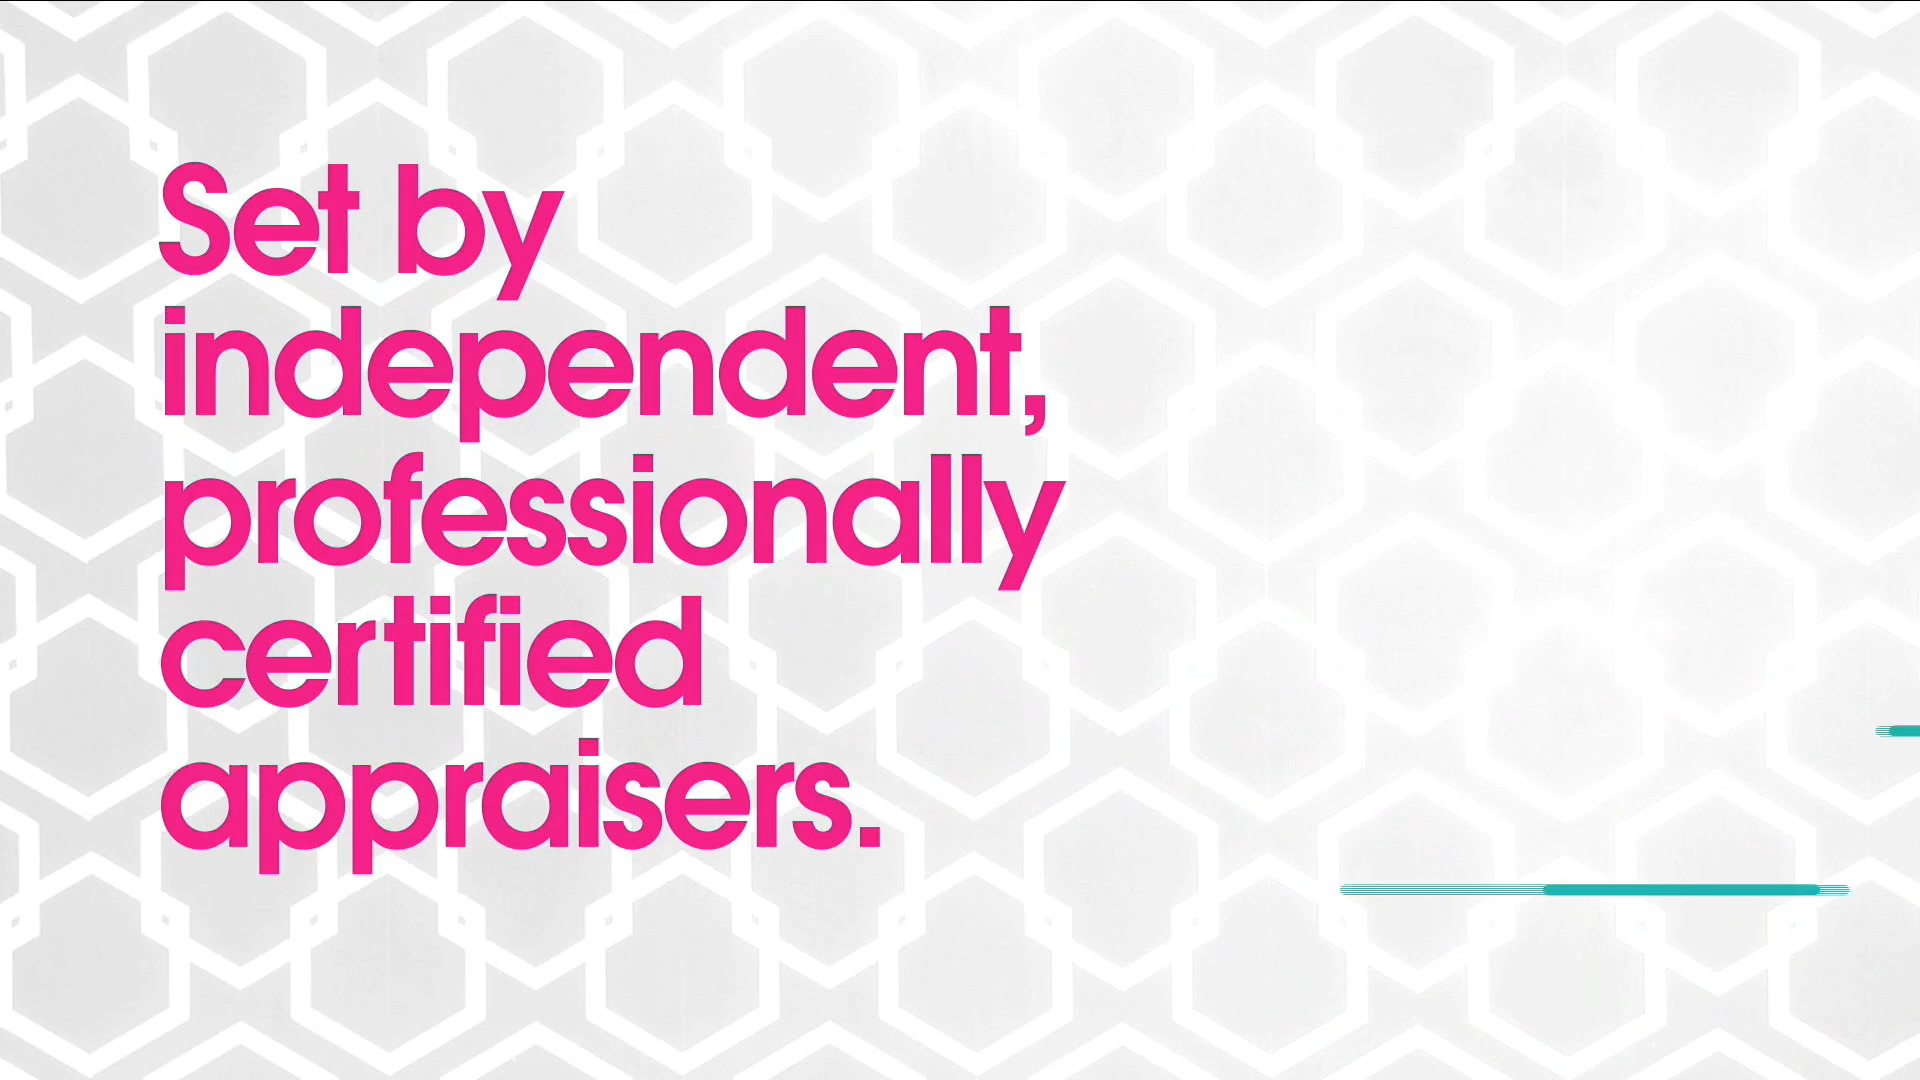 Set by
independent,
professionally
certified
appraisers.